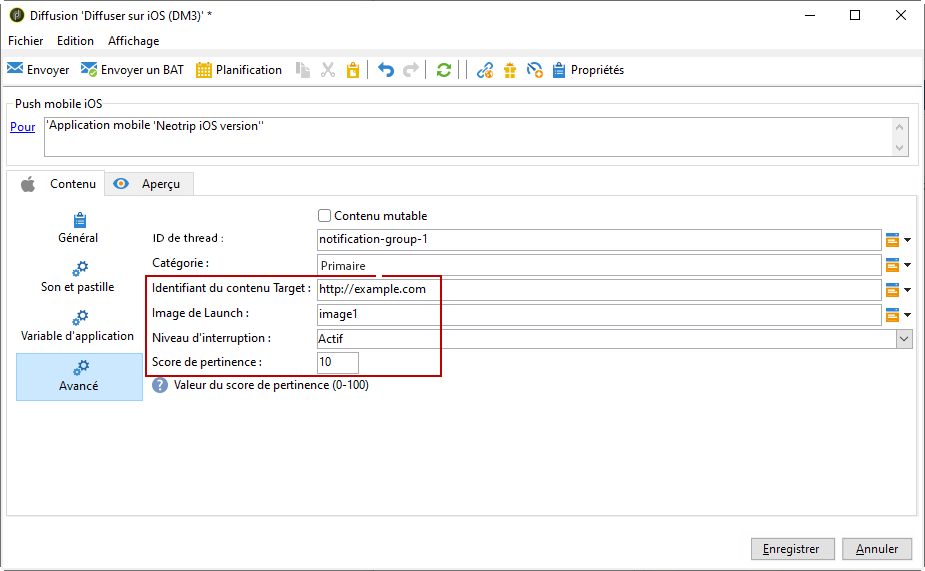 Diffusion 'Diffuser sur iOS (DM3)' *
Fichier Edition Affichage
Envoyer Envoyer un BAT Planification Propriétés
Push mobile iOS
Pour 'Application mobile 'Neotrip iOS version''
Contenu Aperçu
Contenu mutable
Général
ID de thread : notification-group-1
Catégorie : Primaire
Son et pastille
Identifiant du contenu Target : http://example.com
Image de Launch : image1
Variable d'application
Niveau d'interruption : Actif
Score de pertinence : 10
Avancé
? Valeur du score de pertinence (0-100)
Enregistrer Annuler